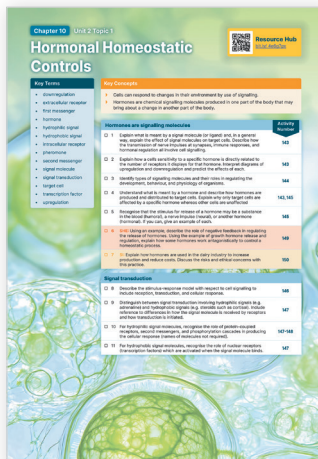 Chapter 10 Unit 2 Topic 1
Hormonal Homeostatic
Controls
Resource Hub
Key Terms
downregulation
extracellular receptor
first messenger
hormone
hydrophilic signal
hydrophobic signal
intracellular receptor
pheromone
second messenger
signal molecule
signal transduction
target cell
transcription factor
upregulation
Key Concepts
Cells can respond to changes in their environment by use of signalling.
Hormones are chemical signalling molecules produced in one part of the body that may
bring about a change in another part of the body.
Activity
Number
Hormones are signalling molecules
1 Explain what is meant by a signal molecule (or ligand) and, in a general
way, explain the effect of signal molecules on target cells. Describe how
the transmission of nerve impulses at synapses, immune responses, and
hormonal regulation all involve cell signalling.
143
2 Explain how a cell's sensitivity to a specific hormone is directly related to
the number of receptors it displays for that hormone. Interpret diagrams of
upregulation and downregulation and predict the effects of each.
143
3 Identify types of signalling molecules and their roles in regulating the
development, behaviour, and physiology of organisms.
144
4 Understand what is meant by a hormone and describe how hormones are
produced and distributed to target cells. Explain why only target cells are
affected by a specific hormone whereas other cells are unaffected
143, 145
5 Recognise that the stimulus for release of a hormone may be a substance
in the blood (humoral), a nerve impulse (neural), or another hormone
(hormonal). If you can, give an example of each.
146
6 Using an example, describe the role of negative feedback in regulating
the release of hormones. Using the example of growth hormone release and
regulation, explain how some hormones work antagonistically to control a
homeostatic process.
149
7 Explain how hormones are used in the dairy industry to increase
production and reduce costs. Discuss the risks and ethical concerns with
this practice.
150
Signal transduction
8 Describe the stimulus-response model with respect to cell signalling to
include reception, transduction, and cellular response.
146
9 Distinguish between signal transduction involving hydrophilic signals (e.g.
adrenaline) and hydrophobic signals (e.g. steroids such as cortisol). Include
reference to differences in how the signal molecule is received by receptors
and how transduction is initiated.
147
10 For hydrophilic signal molecules, recognise the role of protein-coupled
receptors, second messengers, and phosphorylation cascades in producing
the cellular response (names of molecules not required).
147-148
11 For hydrophobic signal molecules, recognise the role of nuclear receptors
(transcription factors) which are activated when the signal molecule binds.
147